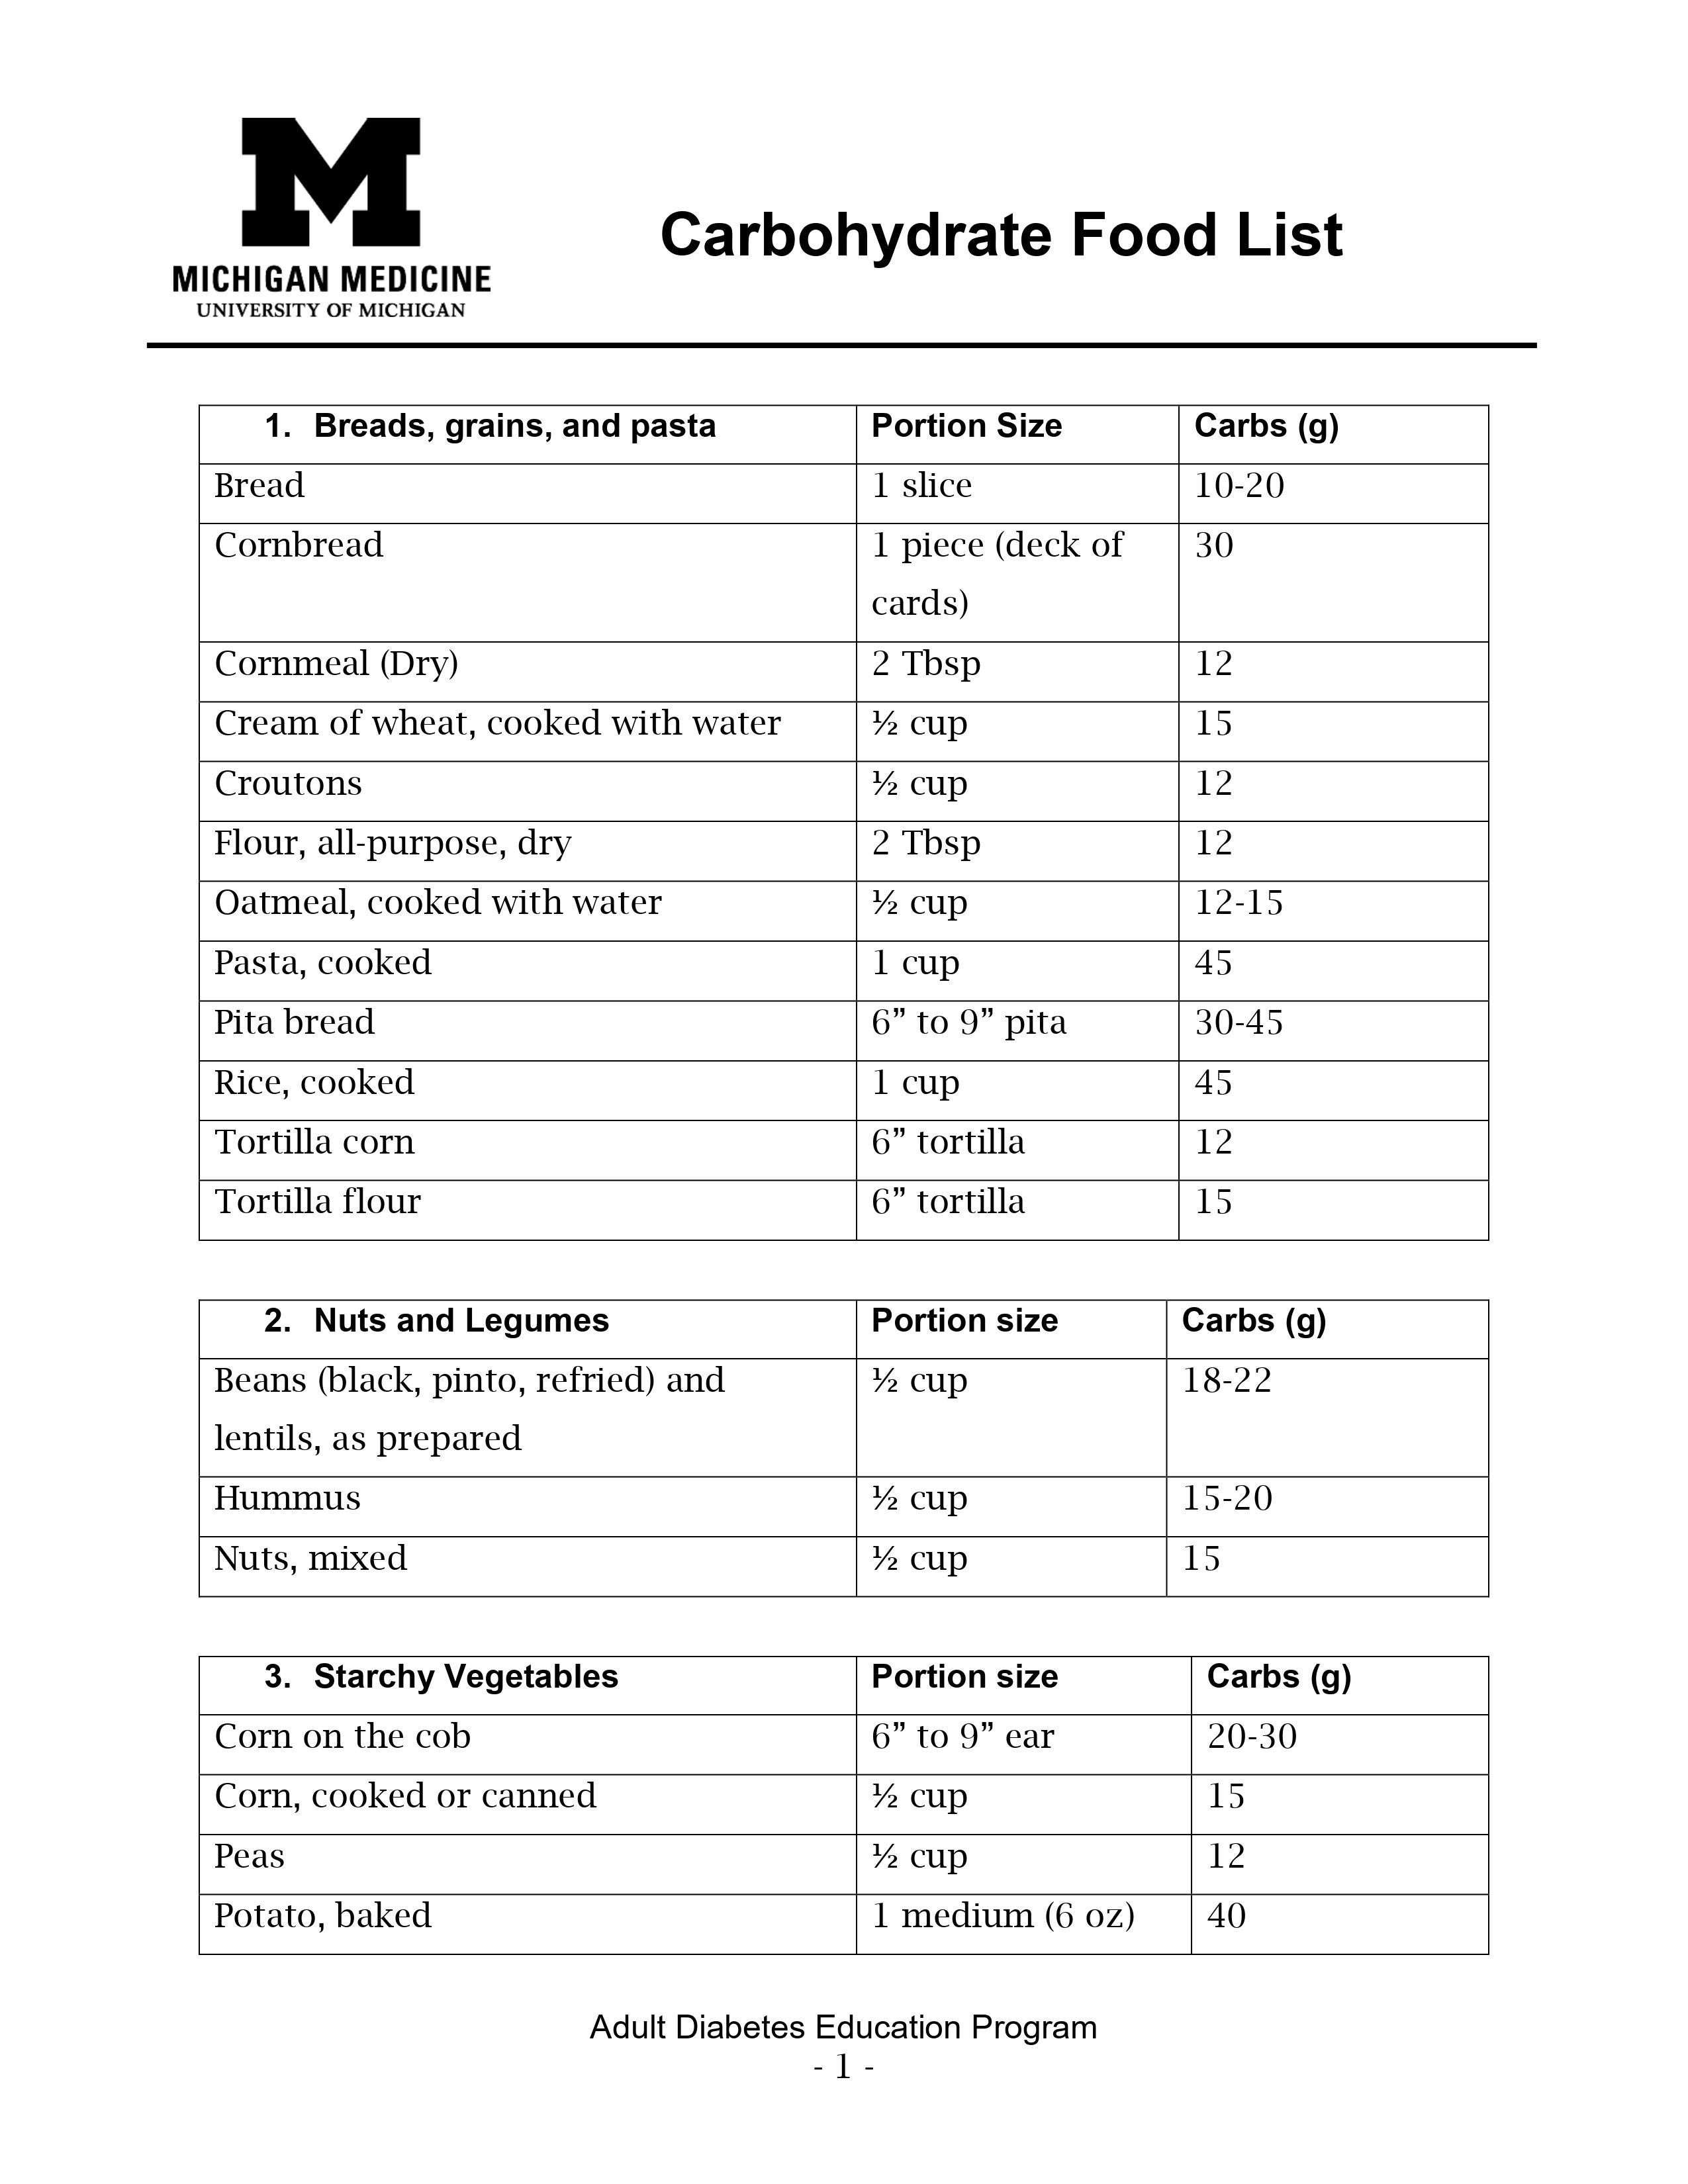 M
MICHIGAN MEDICINE
UNIVERSITY OF MICHIGAN
Carbohydrate Food List
1. Breads, grains, and pasta Portion Size Carbs (g)
Bread 1 slice 10-20
Cornbread 1 piece (deck of 30
cards)
Cornmeal (Dry) 2 Tbsp 12
Cream of wheat, cooked with water ½ cup 15
Croutons ½ cup 12
Flour, all-purpose, dry 2 Tbsp 12
Oatmeal, cooked with water ½ cup 12-15
Pasta, cooked 1 cup 45
Pita bread 6” to 9” pita 30-45
Rice, cooked 1 cup 45
Tortilla corn 6” tortilla 12
Tortilla flour 6” tortilla 15
2. Nuts and Legumes Portion size Carbs (g)
Beans (black, pinto, refried) and ½ cup 18-22
lentils, as prepared
Hummus ½ cup 15-20
Nuts, mixed ½ cup 15
3. Starchy Vegetables Portion size Carbs (g)
Corn on the cob 6” to 9” ear 20-30
Corn, cooked or canned ½ cup 15
Peas ½ cup 12
Potato, baked 1 medium (6 oz) 40
Adult Diabetes Education Program
- 1 -